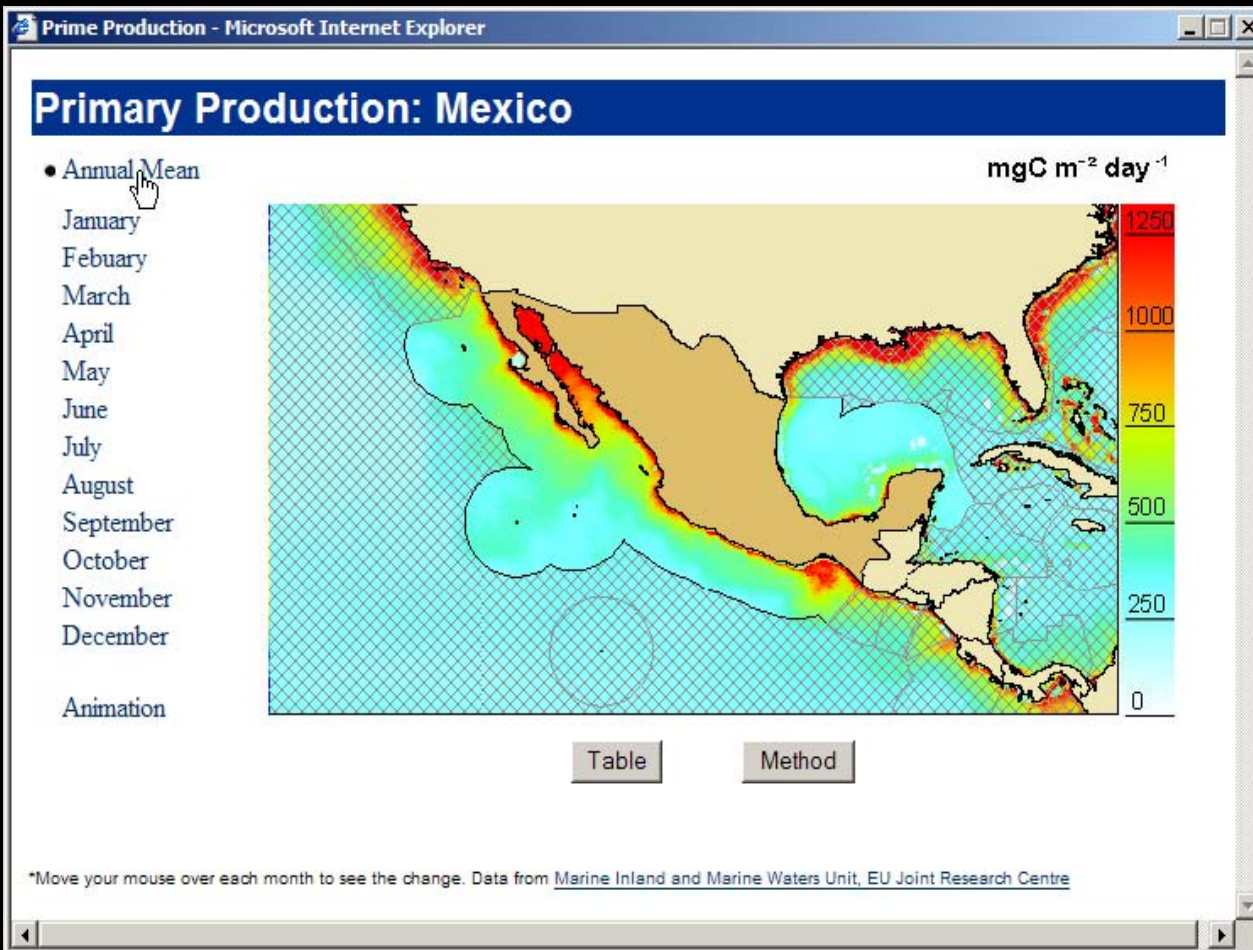 Prime Production - Microsoft Internet Explorer
Primary Production: Mexico
Annual Mean
mgC m⁻² day⁻¹
January
Febuary
March
April
May
June
July
August
September
October
November
December
Animation
1250
1000
750
500
250
0
Table
Method
*Move your mouse over each month to see the change. Data from Marine Inland and Marine Waters Unit, EU Joint Research Centre